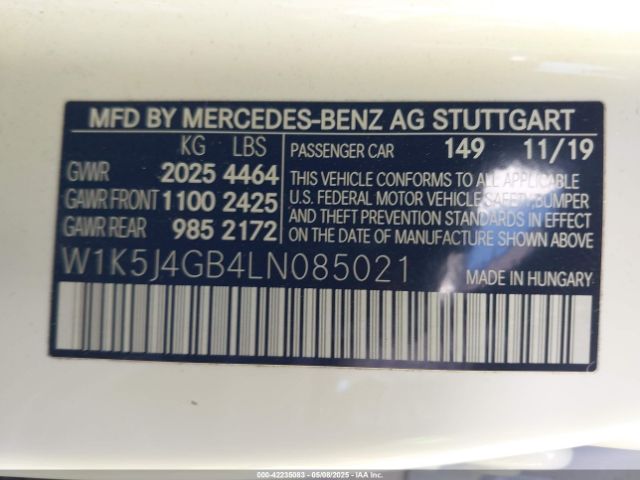 MFD BY MERCEDES-BENZ AG STUTTGART
KG LBS
PASSENGER CAR 149 11/19
GVWR 2025 4464
GAWR FRONT 1100 2425
GAWR REAR 985 2172
THIS VEHICLE CONFORMS TO ALL APPLICABLE
U.S. FEDERAL MOTOR VEHICLE SAFETY, BUMPER
AND THEFT PREVENTION STANDARDS IN EFFECT
ON THE DATE OF MANUFACTURE SHOWN ABOVE.
W1K5J4GB4LN085021
MADE IN HUNGARY
000-42235083 - 05/08/2025 - IAAI.COM